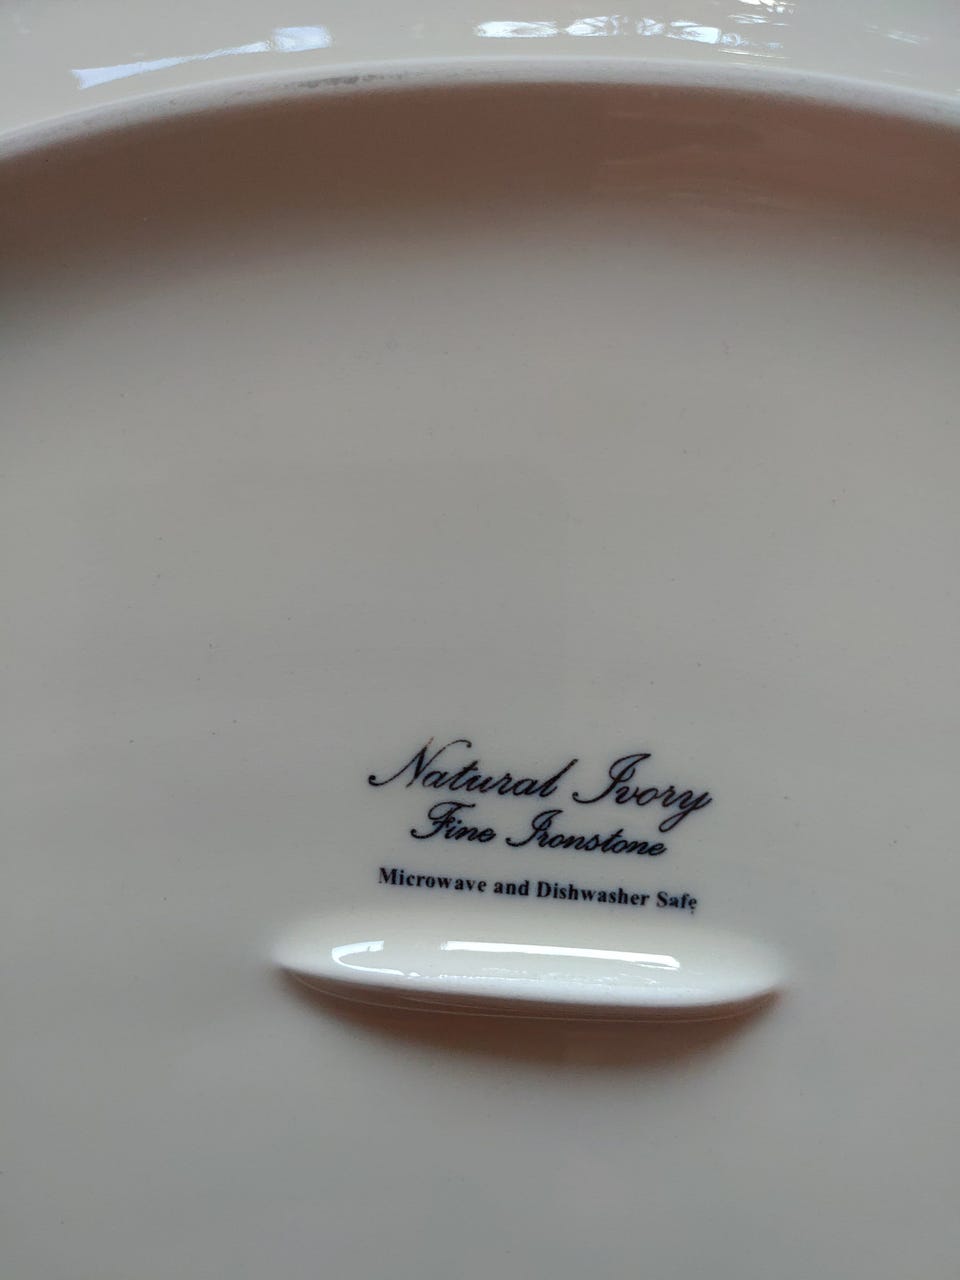 Natural Ivory
Fine Ironstone
Microwave and Dishwasher Safe